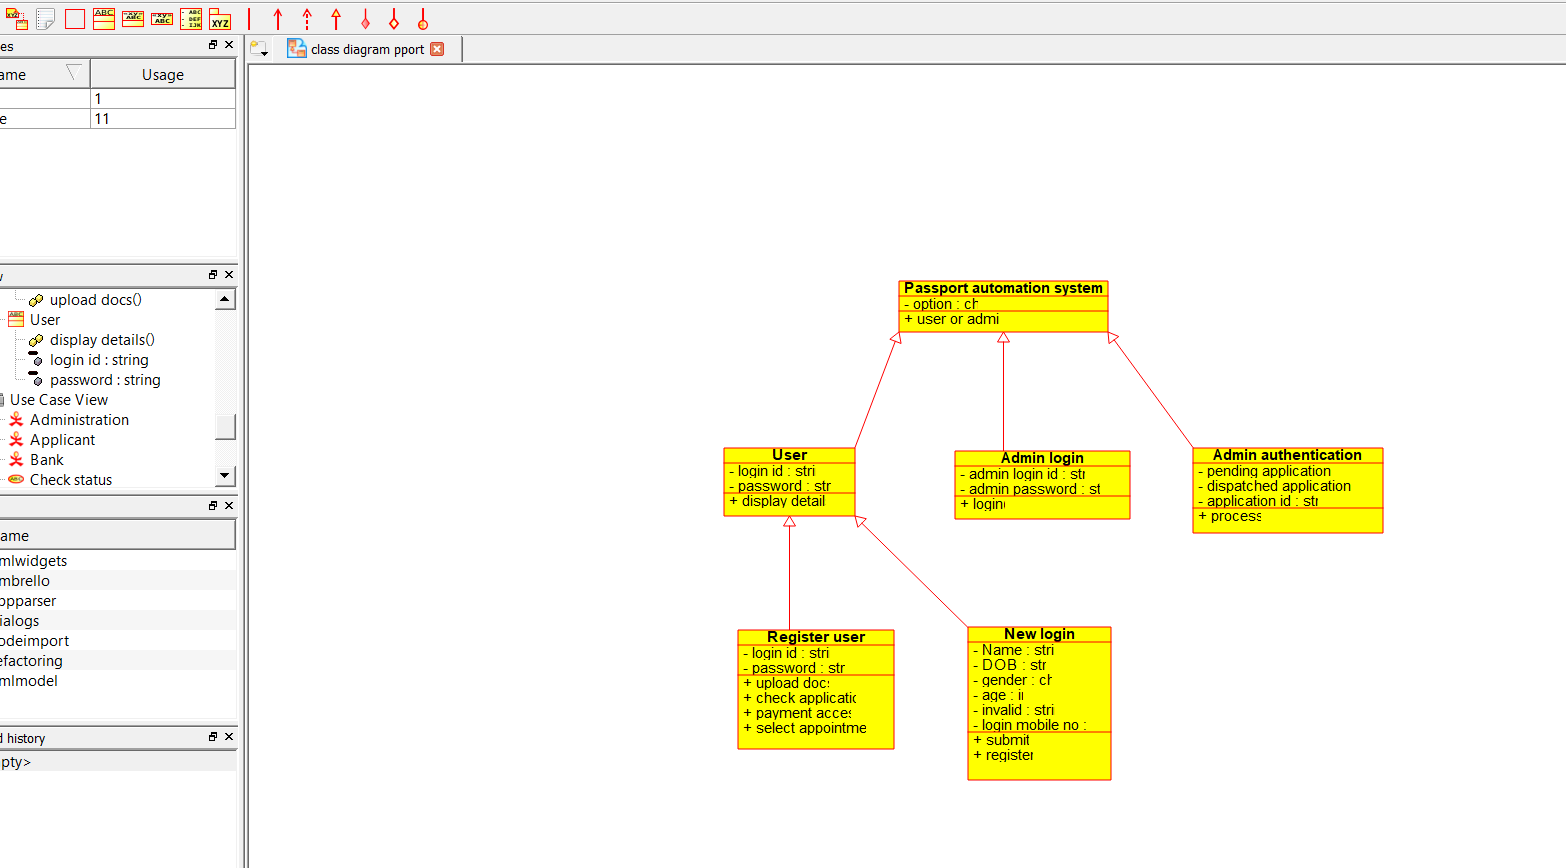 class diagram pport
es
ame
Usage
1
e
11
upload docs()
User
display details()
login id : string
password : string
Use Case View
Administration
Applicant
Bank
Check status
ame
mlwidgets
mbrello
ppparser
ialogs
odeimport
efactoring
mlmodel
d history
pty>
Passport automation system
- option : ch
+ user or admi
User
- login id : stri
- password : str
+ display detail
Admin login
- admin login id : str
- admin password : st
+ login(
Admin authentication
- pending application
- dispatched application
- application id : str
+ process
Register user
- login id : stri
- password : str
+ upload docs
+ check applicatic
+ payment acces
+ select appointme
New login
- Name : stri
- DOB : str
- gender : ch
- age : i
- invalid : stri
- login mobile no :
+ submit
+ register